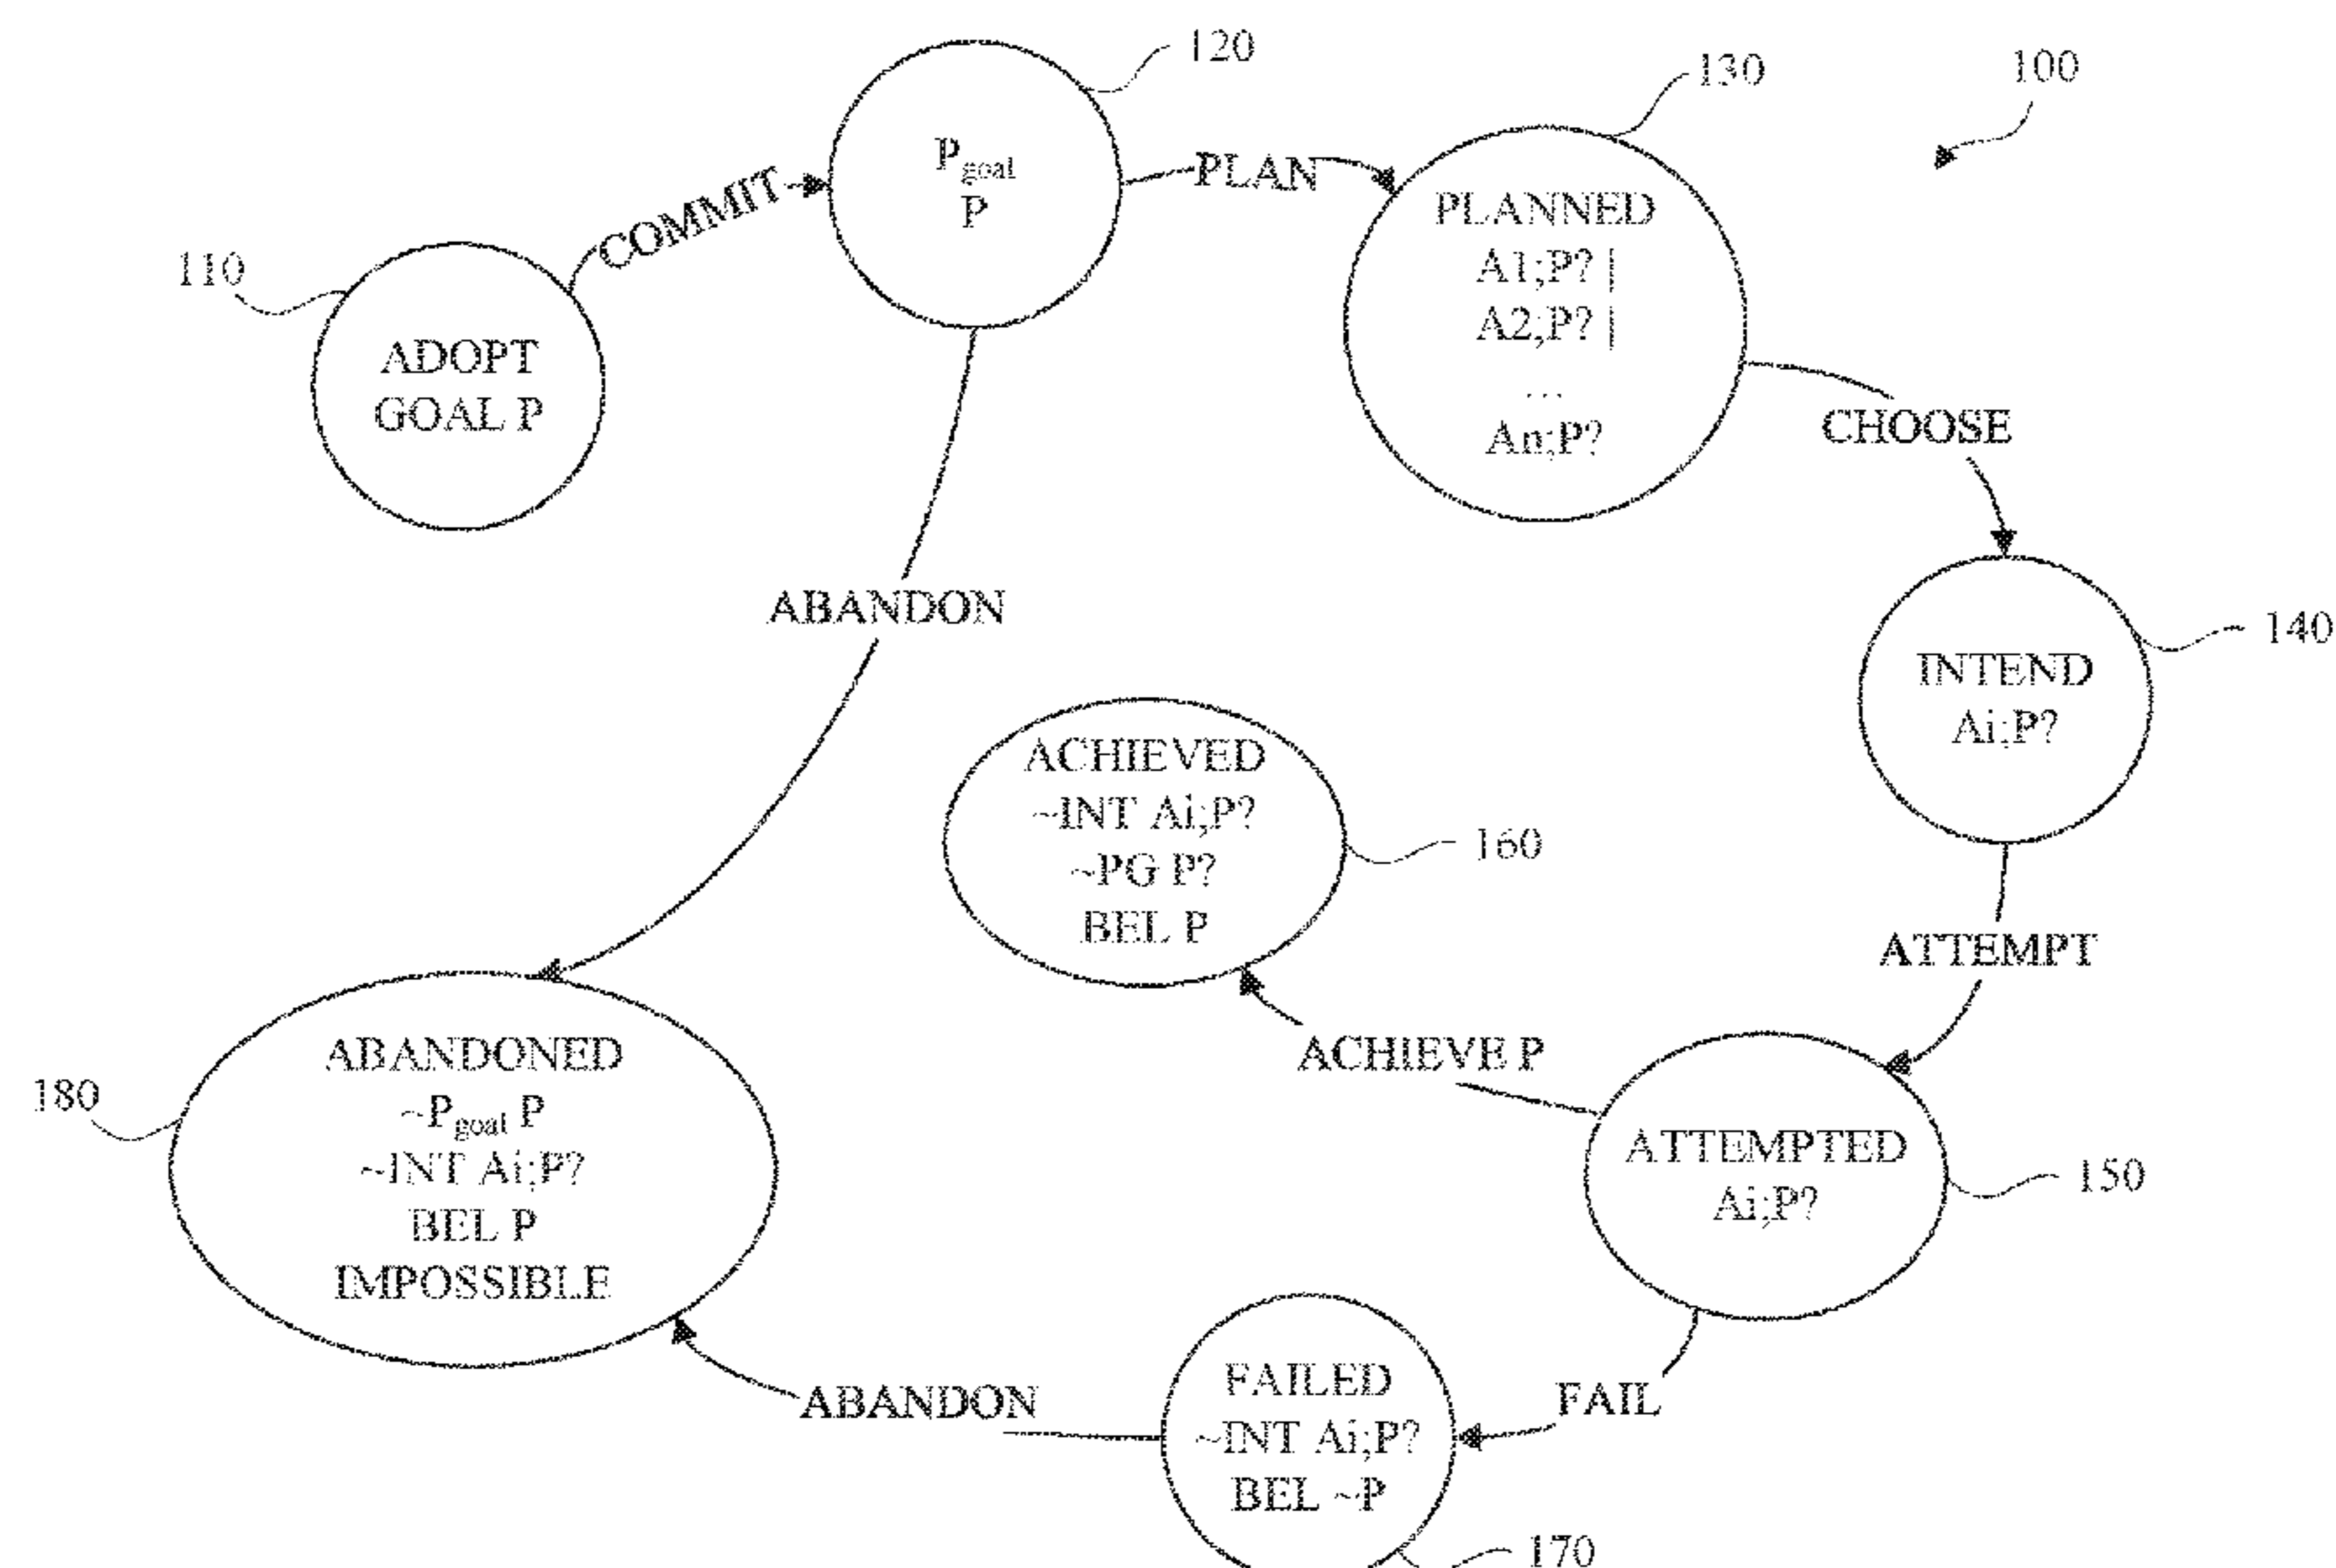 120
130
100
P goal
P
PLAN
COMMIT
PLANNED
A1;P? |
A2;P? |
...
An;P?
110
ADOPT
GOAL P
CHOOSE
ABANDON
140
INTEND
Ai;P?
ACHIEVED
~INT Ai;P?
~PG P?
BEL P
160
ATTEMPT
ACHIEVE P
180
ABANDONED
~P goal P
~INT Ai;P?
BEL P
IMPOSSIBLE
ATTEMPTED
Ai;P?
150
ABANDON
FAILED
~INT Ai;P?
BEL ~P
FAIL
170